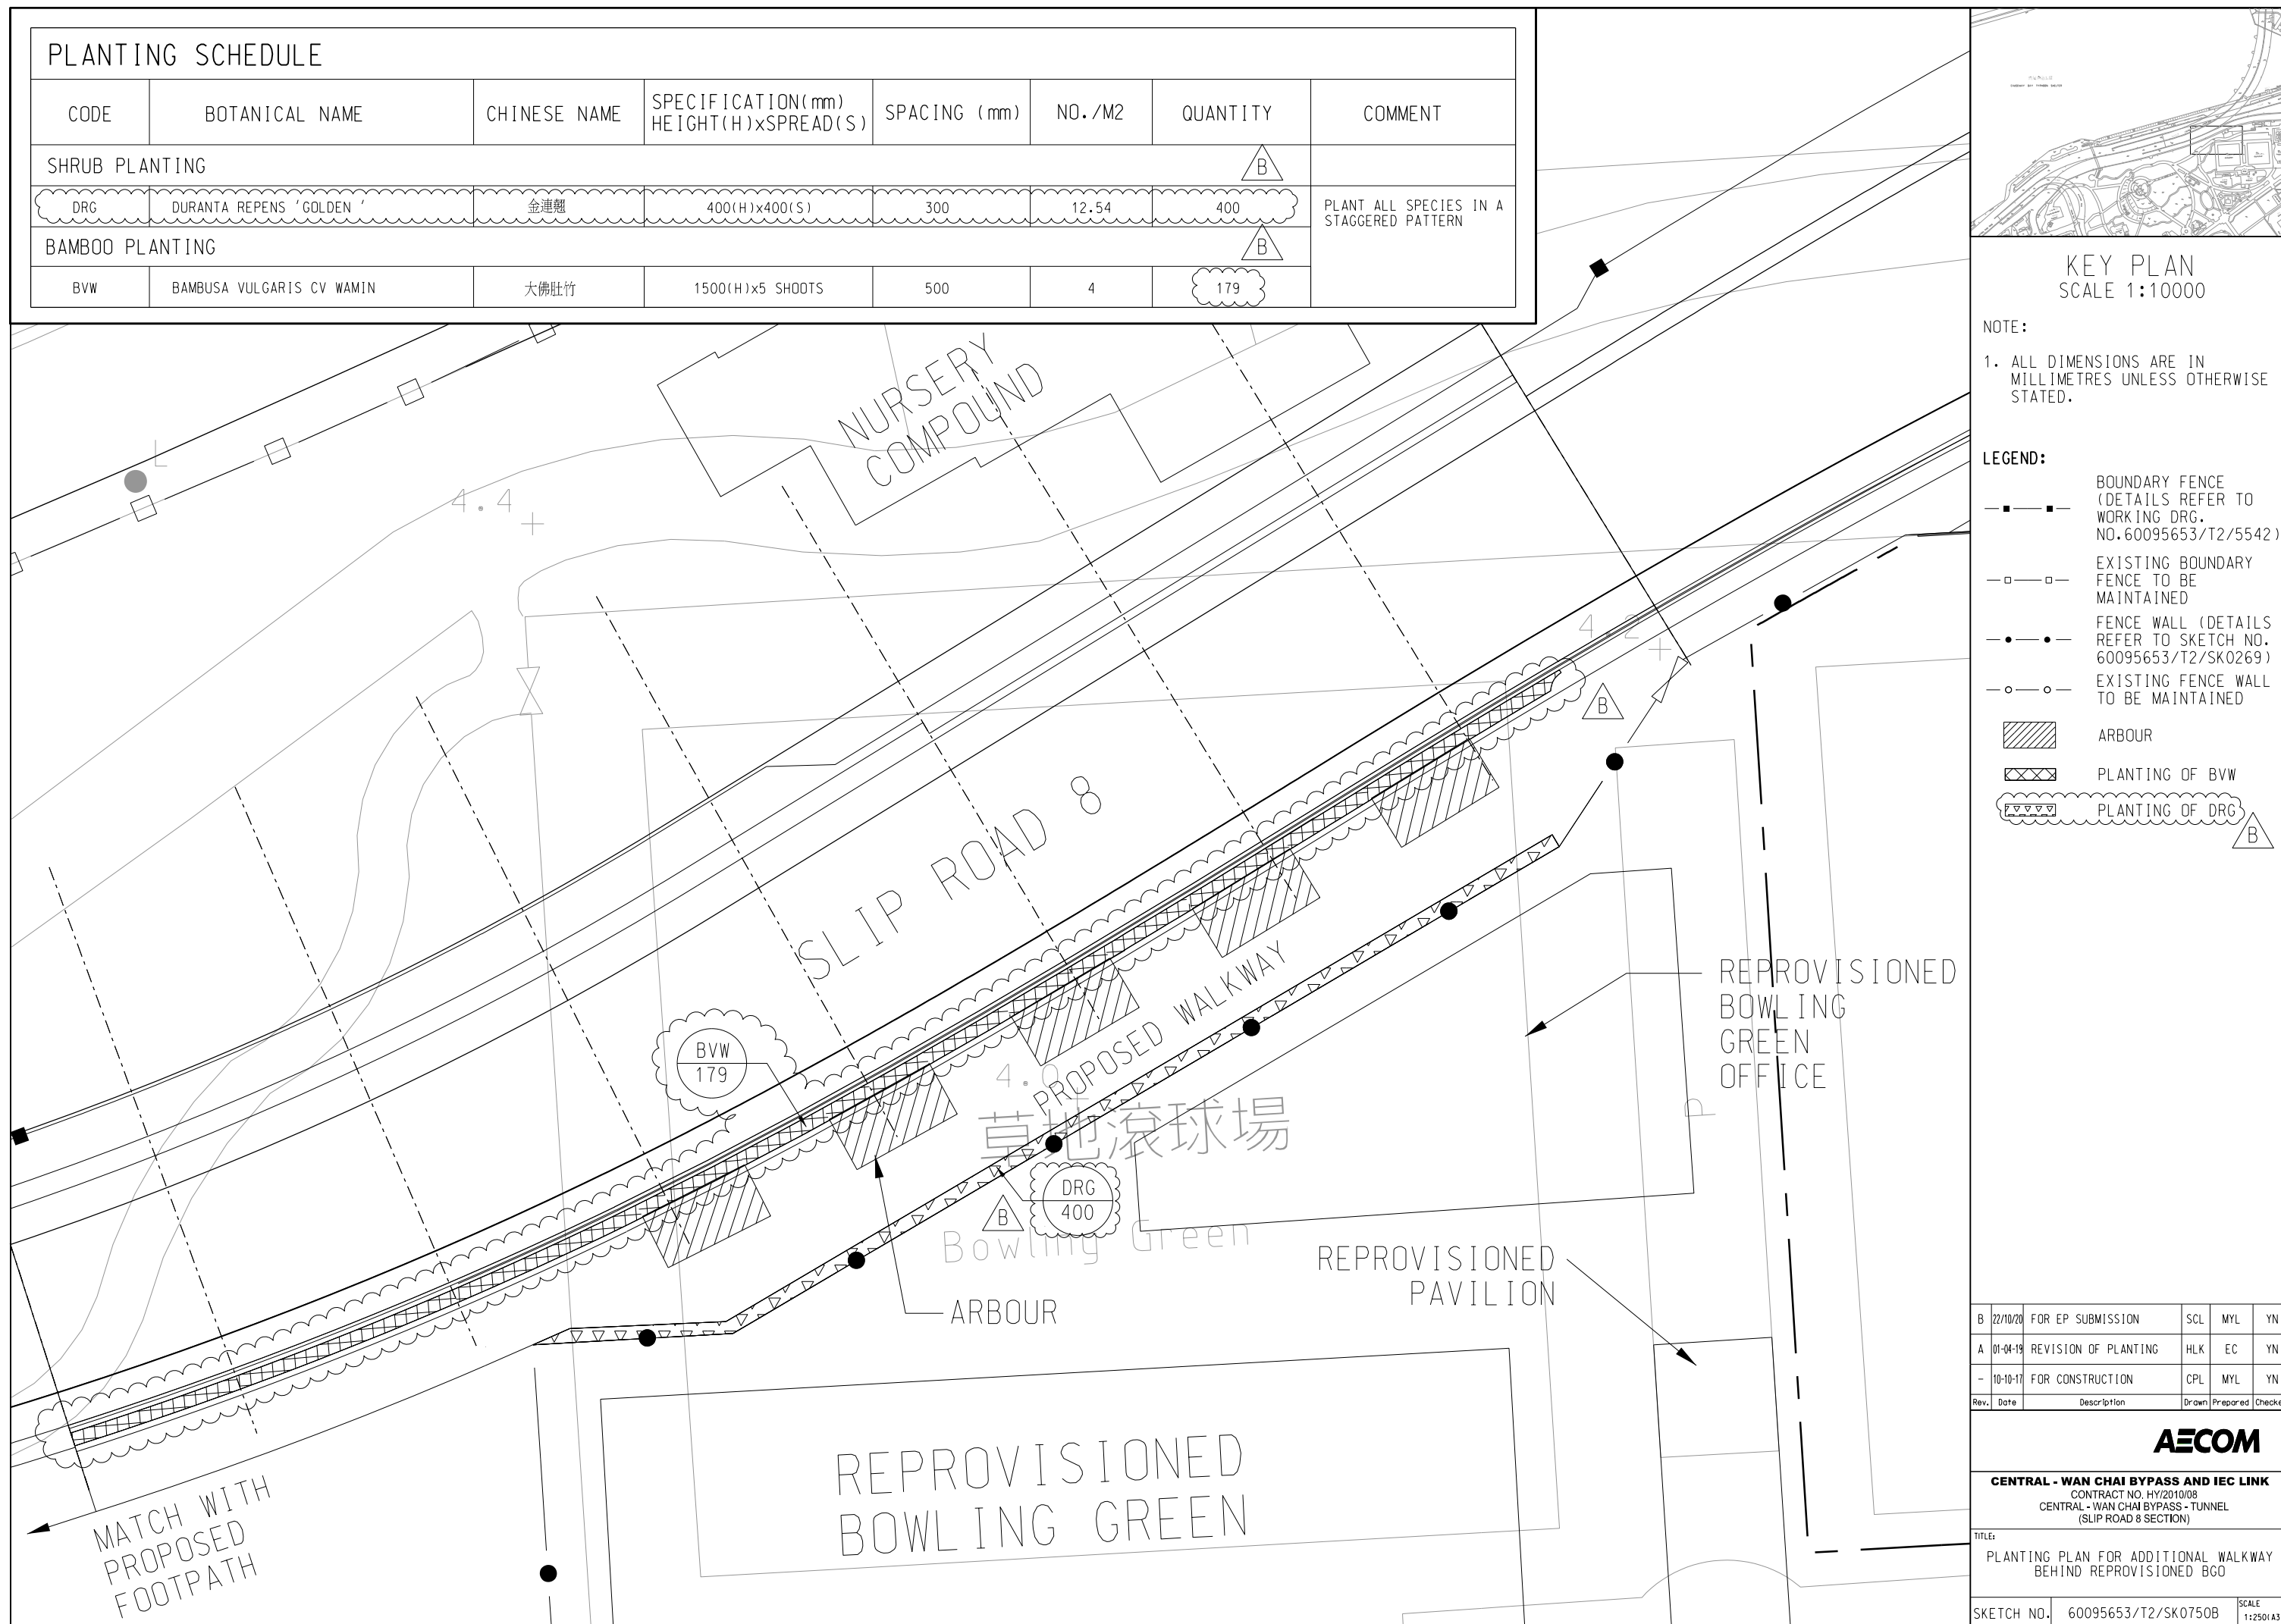 PLANTING SCHEDULE
CODE BOTANICAL NAME CHINESE NAME SPECIFICATION(mm) HEIGHT(H)xSPREAD(S) SPACING (mm) NO./M2 QUANTITY COMMENT
SHRUB PLANTING B
DRG DURANTA REPENS 'GOLDEN ' 金連翹 400(H)x400(S) 300 12.54 400 PLANT ALL SPECIES IN A
STAGGERED PATTERN
BAMBOO PLANTING B
BVW BAMBUSA VULGARIS CV WAMIN 大佛肚竹 1500(H)x5 SHOOTS 500 4 179
NURSERY
COMPOUND
L
4.4
4.2
B
SLIP ROAD 8
BVW
179
PROPOSED WALKWAY
4.0
草地滾球場
DRG
400
B
Bowling Green
ARBOUR
REPROVISIONED
BOWLING
GREEN
OFFICE
P
REPROVISIONED
PAVILION
REPROVISIONED
BOWLING GREEN
MATCH WITH
PROPOSED
FOOTPATH
KEY PLAN
SCALE 1:10000
NOTE:
1. ALL DIMENSIONS ARE IN
MILLIMETRES UNLESS OTHERWISE
STATED.
LEGEND:
BOUNDARY FENCE
(DETAILS REFER TO
WORKING DRG.
NO.60095653/T2/5542)
EXISTING BOUNDARY
FENCE TO BE
MAINTAINED
FENCE WALL (DETAILS
REFER TO SKETCH NO.
60095653/T2/SK0269)
EXISTING FENCE WALL
TO BE MAINTAINED
ARBOUR
PLANTING OF BVW
PLANTING OF DRG
B
B 22/10/20 FOR EP SUBMISSION SCL MYL YN
A 01-04-19 REVISION OF PLANTING HLK EC YN
- 10-10-17 FOR CONSTRUCTION CPL MYL YN
Rev. Date Description Drawn Prepared Checke
AECOM
CENTRAL - WAN CHAI BYPASS AND IEC LINK
CONTRACT NO. HY/2010/08
CENTRAL - WAN CHAI BYPASS - TUNNEL
(SLIP ROAD 8 SECTION)
TITLE:
PLANTING PLAN FOR ADDITIONAL WALKWAY
BEHIND REPROVISIONED BGO
SKETCH NO. 60095653/T2/SK0750B SCALE 1:250(A3